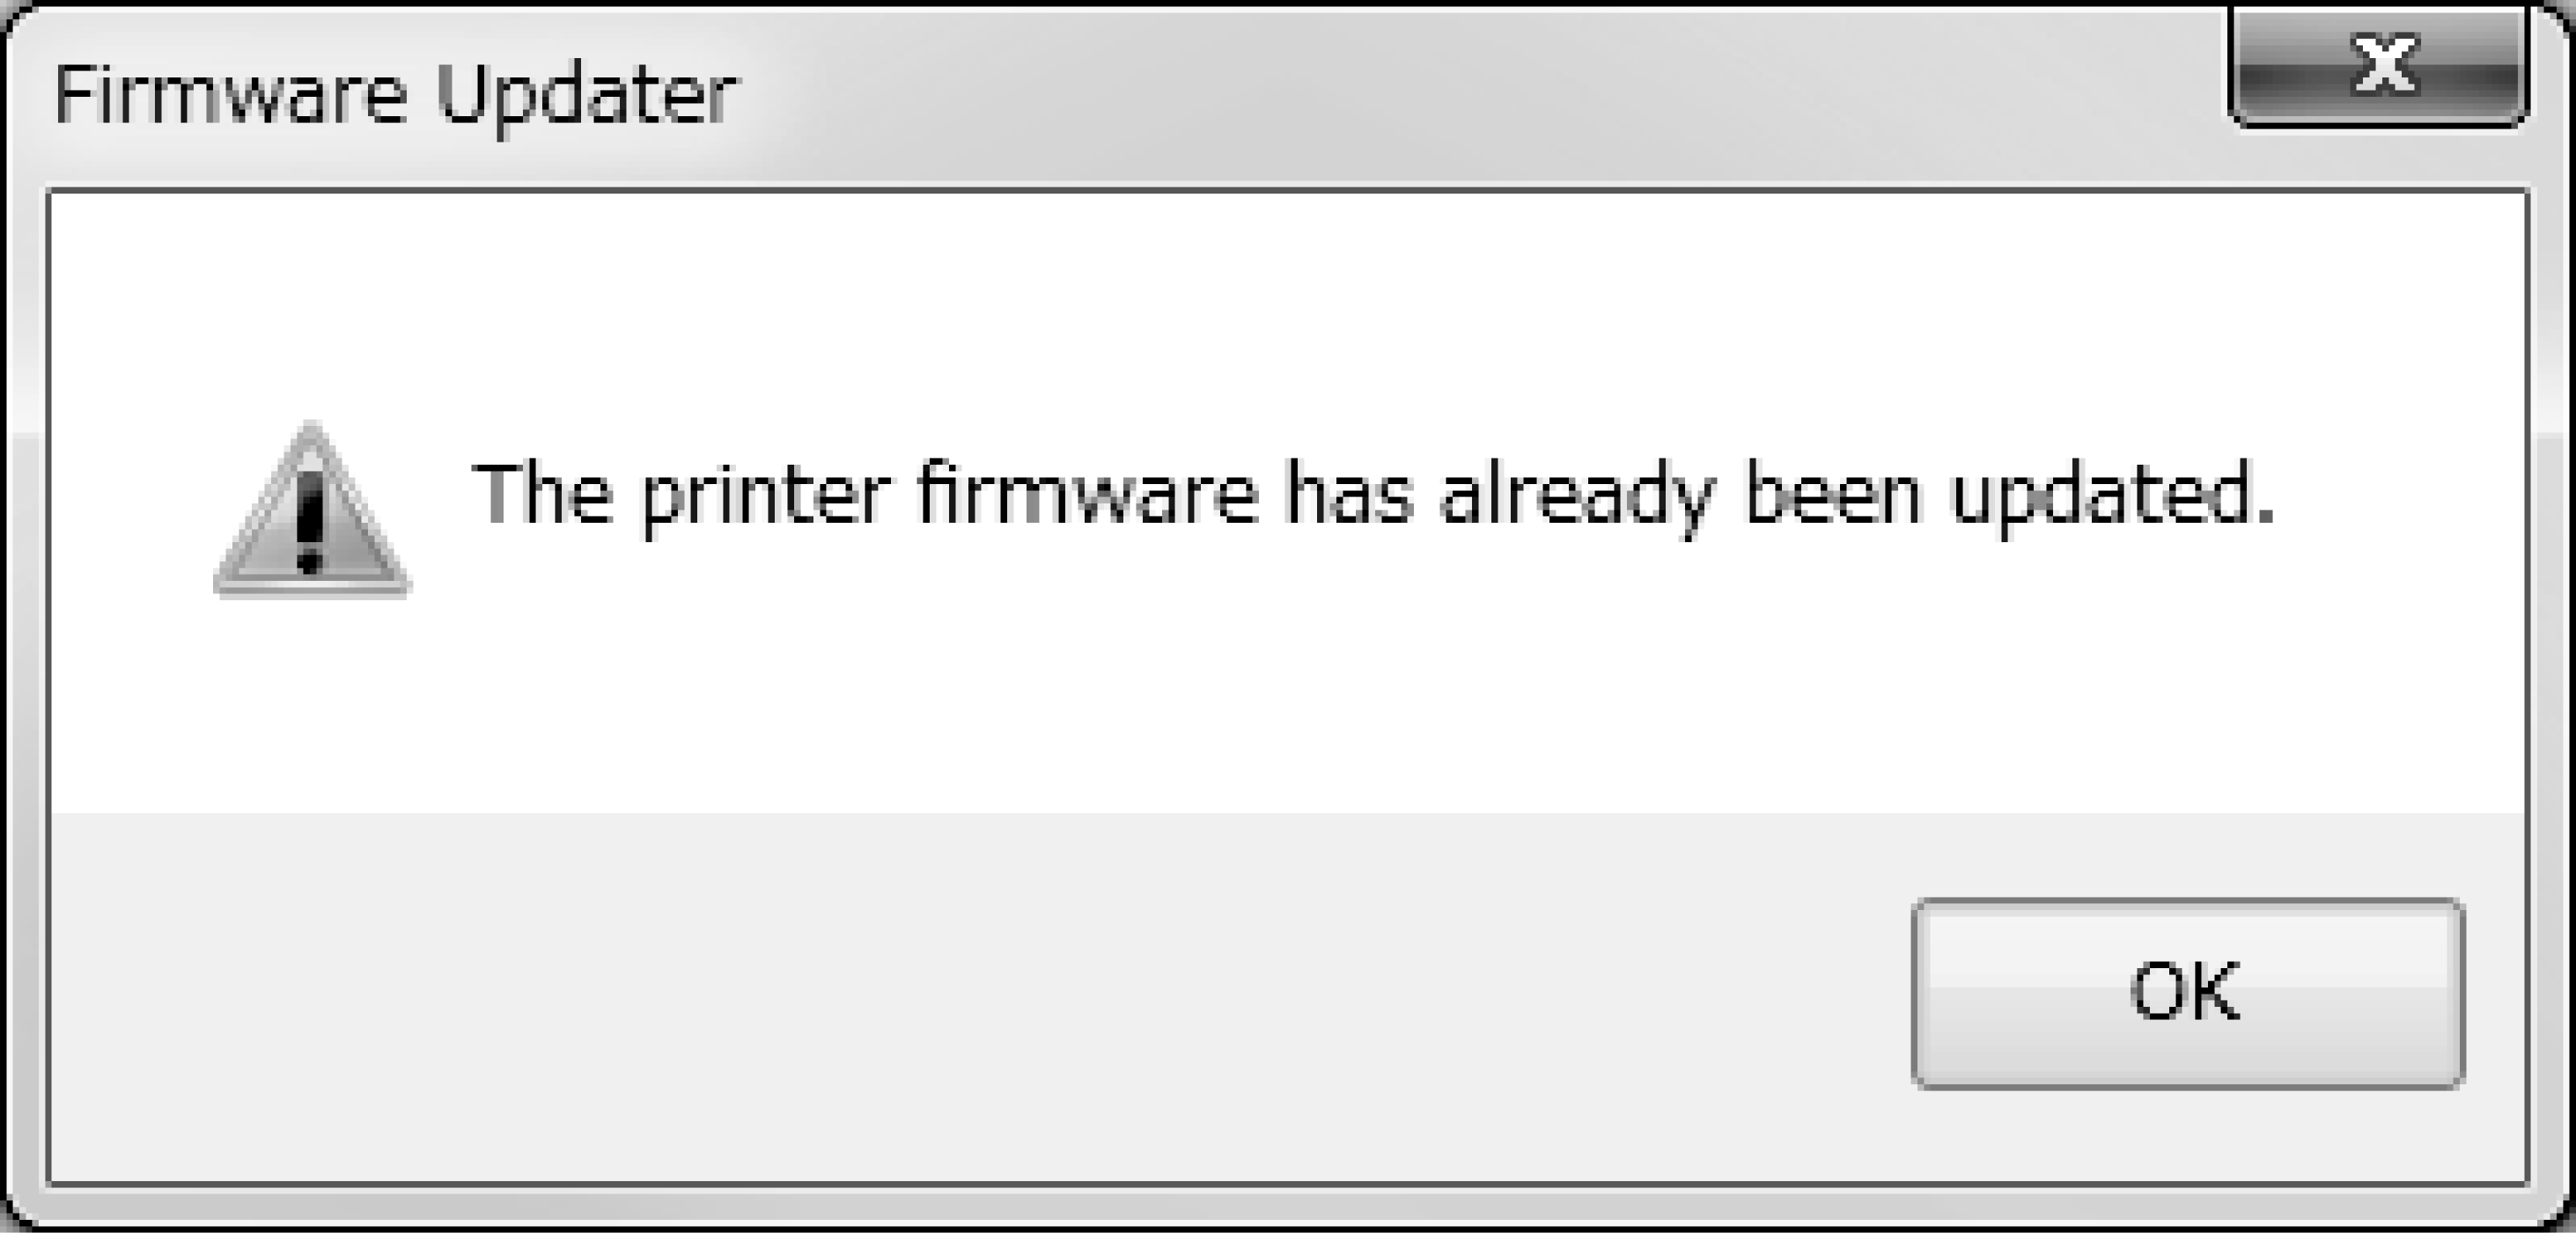 Firmware Updater
The printer firmware has already been updated.
OK